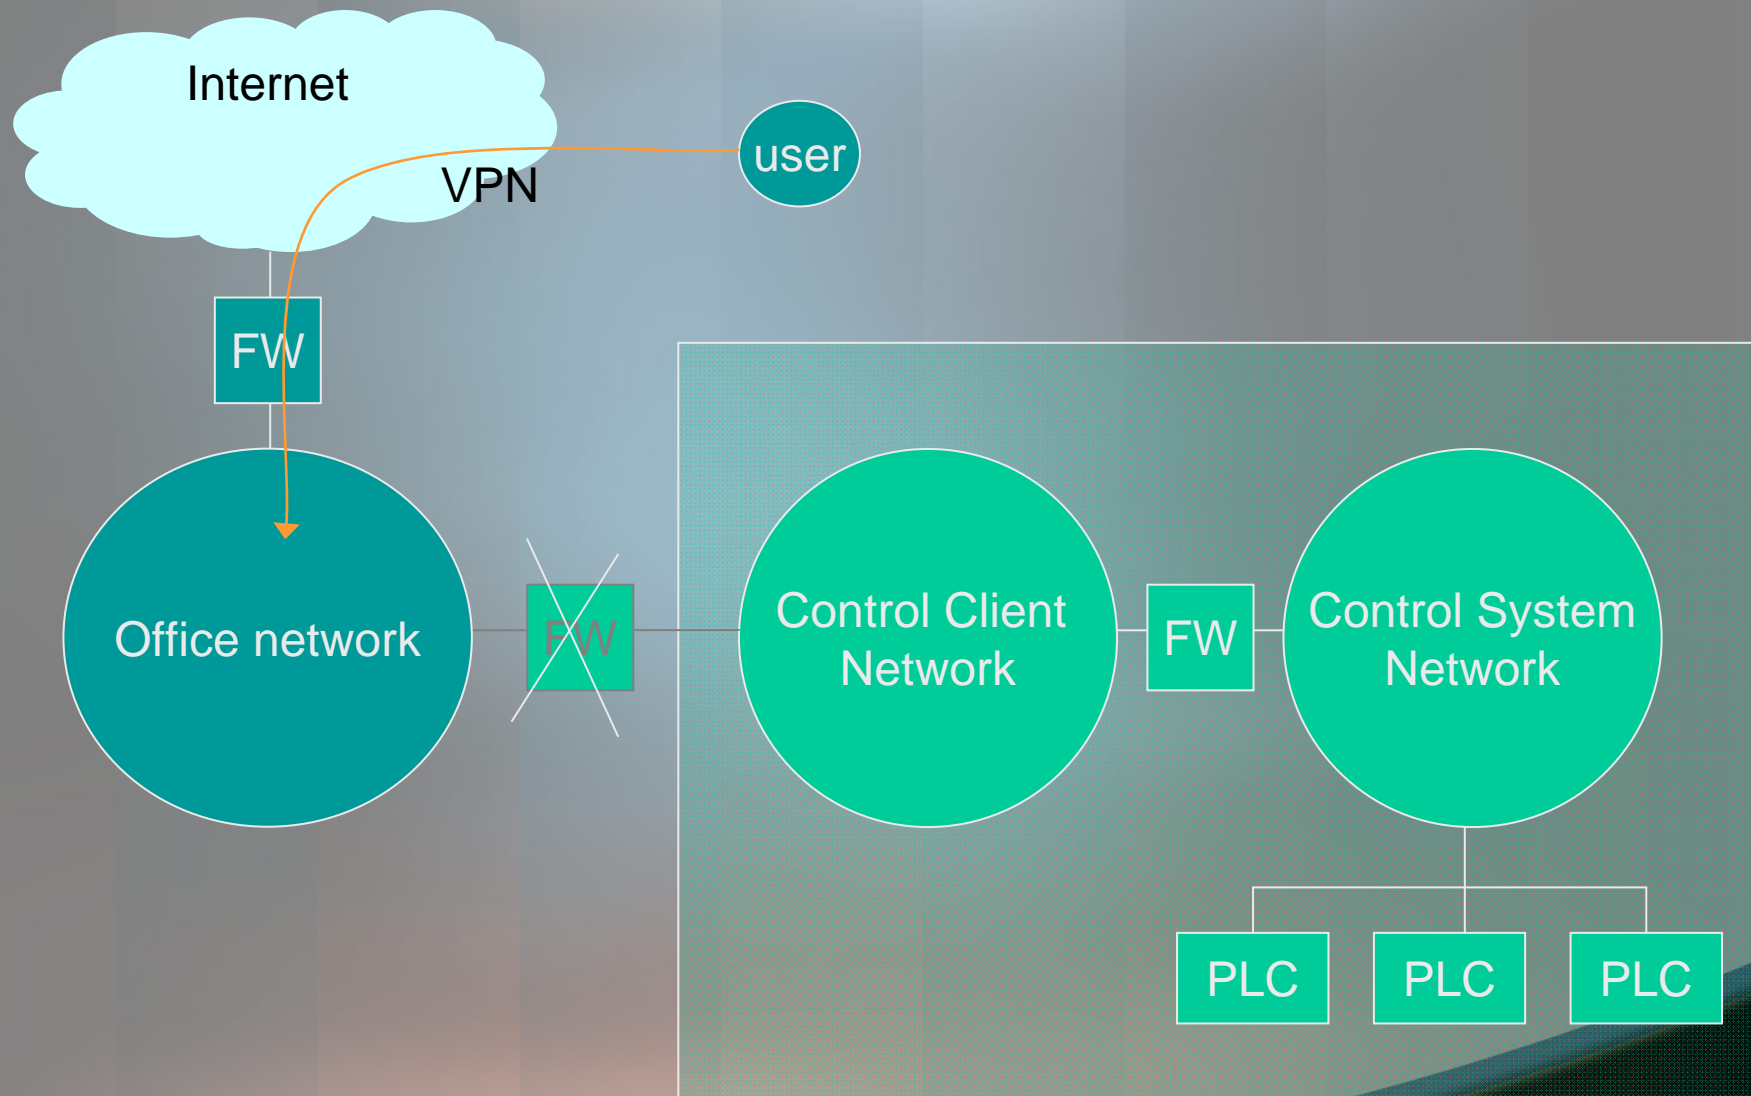 Internet
user
VPN
FW
Office network
FW
Control Client
Network
FW
Control System
Network
PLC
PLC
PLC